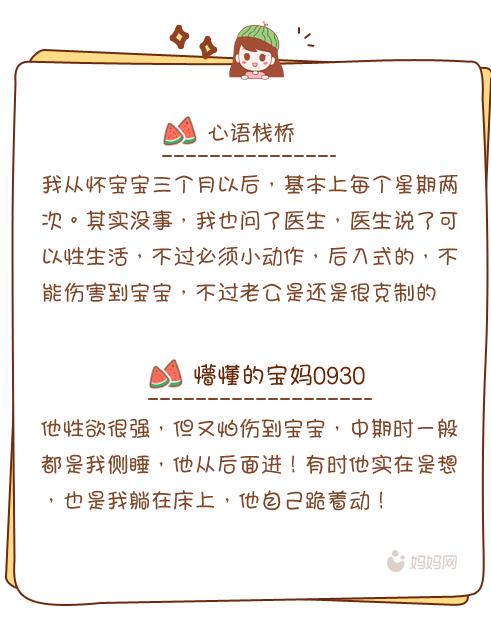 心语栈桥
我从怀宝宝三个月以后，基本上每个星期两
次。其实没事，我也问了医生，医生说了可
以性生活，不过必须小动作，后入式的，不
能伤害到宝宝，不过老公是还是很克制的
懵懂的宝妈0930
他性欲很强，但又怕伤到宝宝，中期时一般
都是我侧睡，他从后面进！有时他实在是想
，也是我躺在床上，他自己跪着动！
妈妈网